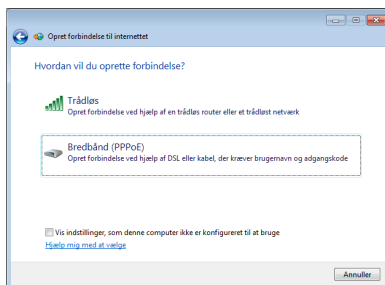 Opret forbindelse til internettet
Hvordan vil du oprette forbindelse?
Trådløs
Opret forbindelse ved hjælp af en trådløs router eller et trådløst netværk
Bredbånd (PPPoE)
Opret forbindelse ved hjælp af DSL eller kabel, der kræver brugernavn og adgangskode
Vis indstillinger, som denne computer ikke er konfigureret til at bruge
Hjælp mig med at vælge
Annuller